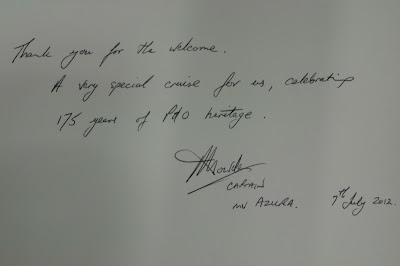 Thank you for the welcome.
A very special cruise for us, celebrating
175 years of P&O heritage.
CAPTAIN
MV AZURA. 7th July 2012.